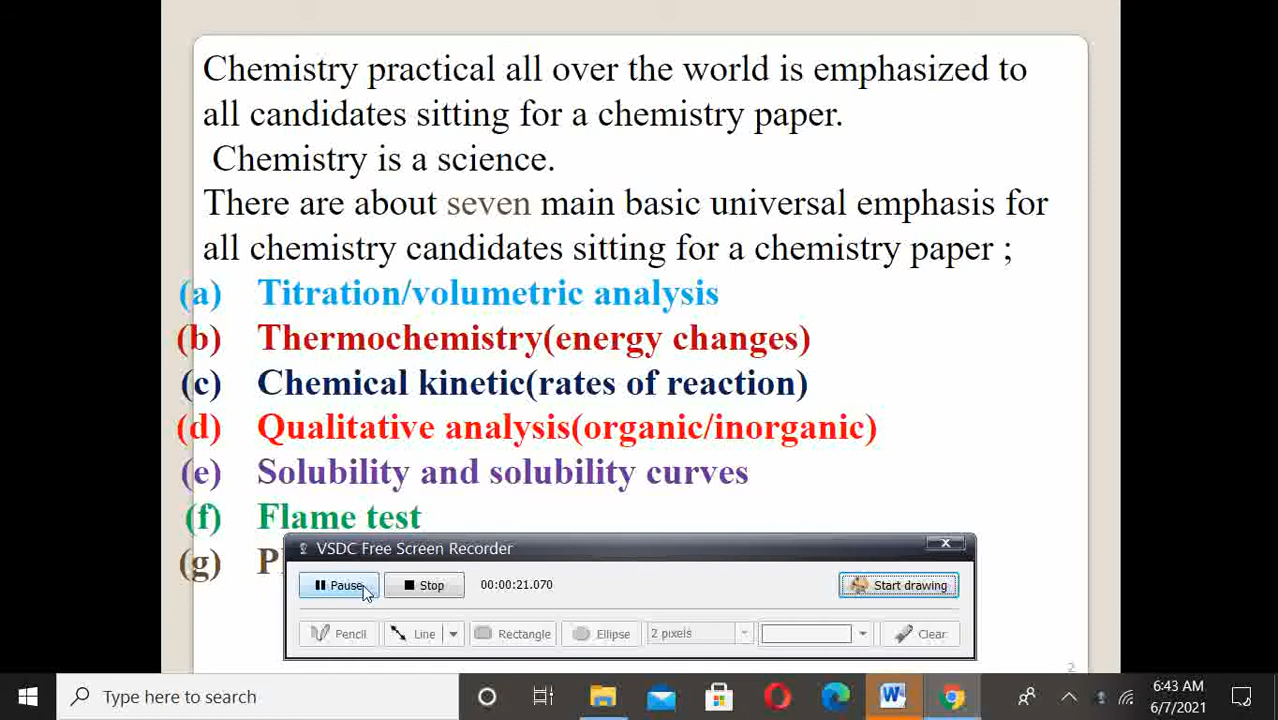 Chemistry practical all over the world is emphasized to
all candidates sitting for a chemistry paper.
Chemistry is a science.
There are about seven main basic universal emphasis for
all chemistry candidates sitting for a chemistry paper ;
(a) Titration/volumetric analysis
(b) Thermochemistry(energy changes)
(c) Chemical kinetic(rates of reaction)
(d) Qualitative analysis(organic/inorganic)
(e) Solubility and solubility curves
(f) Flame test
(g)
VSDC Free Screen Recorder
Pause Stop 00:00:21.070 Start drawing
Pencil Line Rectangle Ellipse 2 pixels Clear
2
Type here to search
6:43 AM
6/7/2021